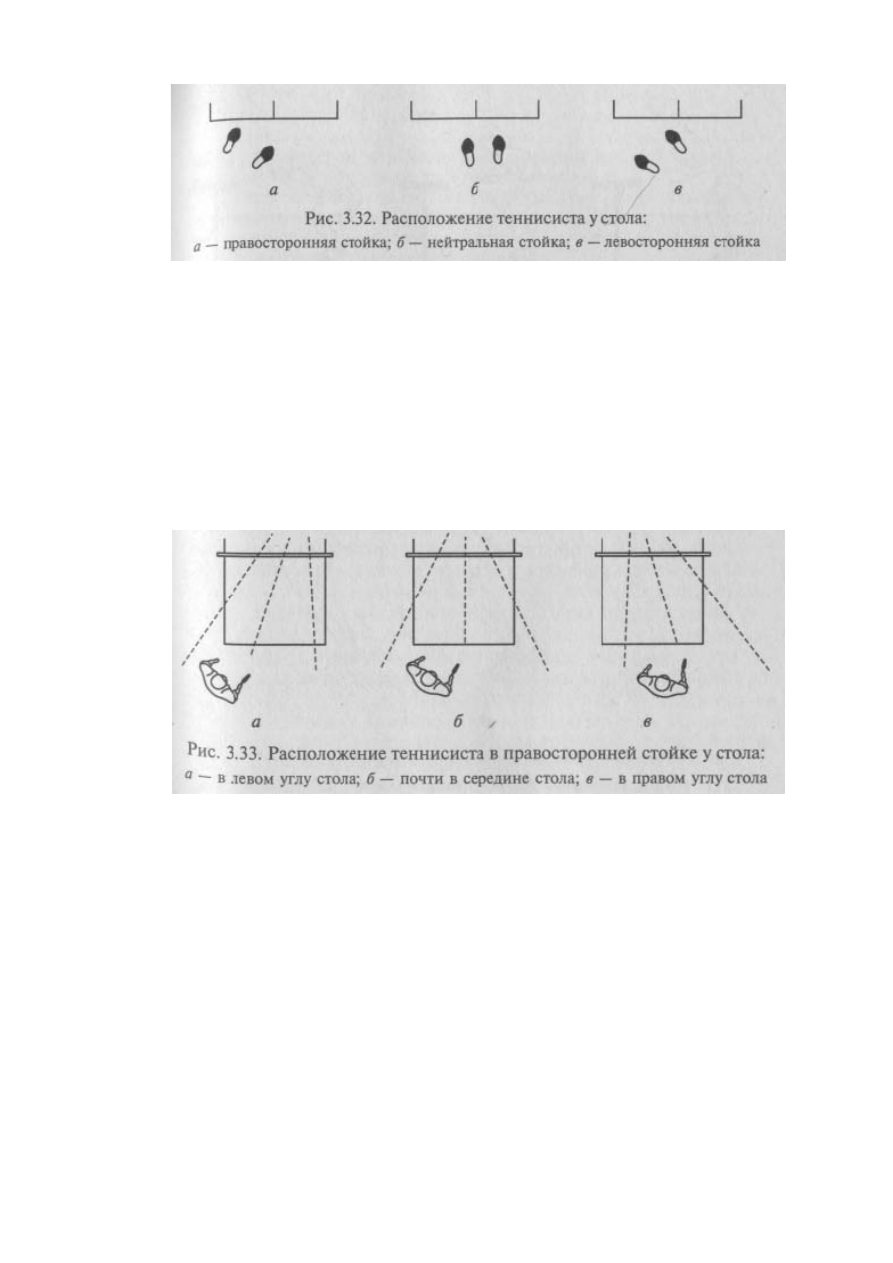 а б в
Рис. 3.32. Расположение теннисиста у стола:
а — правосторонняя стойка; б — нейтральная стойка; в — левосторонняя стойка
а б в
Рис. 3.33. Расположение теннисиста в правосторонней стойке у стола:
а — в левом углу стола; б — почти в середине стола; в — в правом углу стола